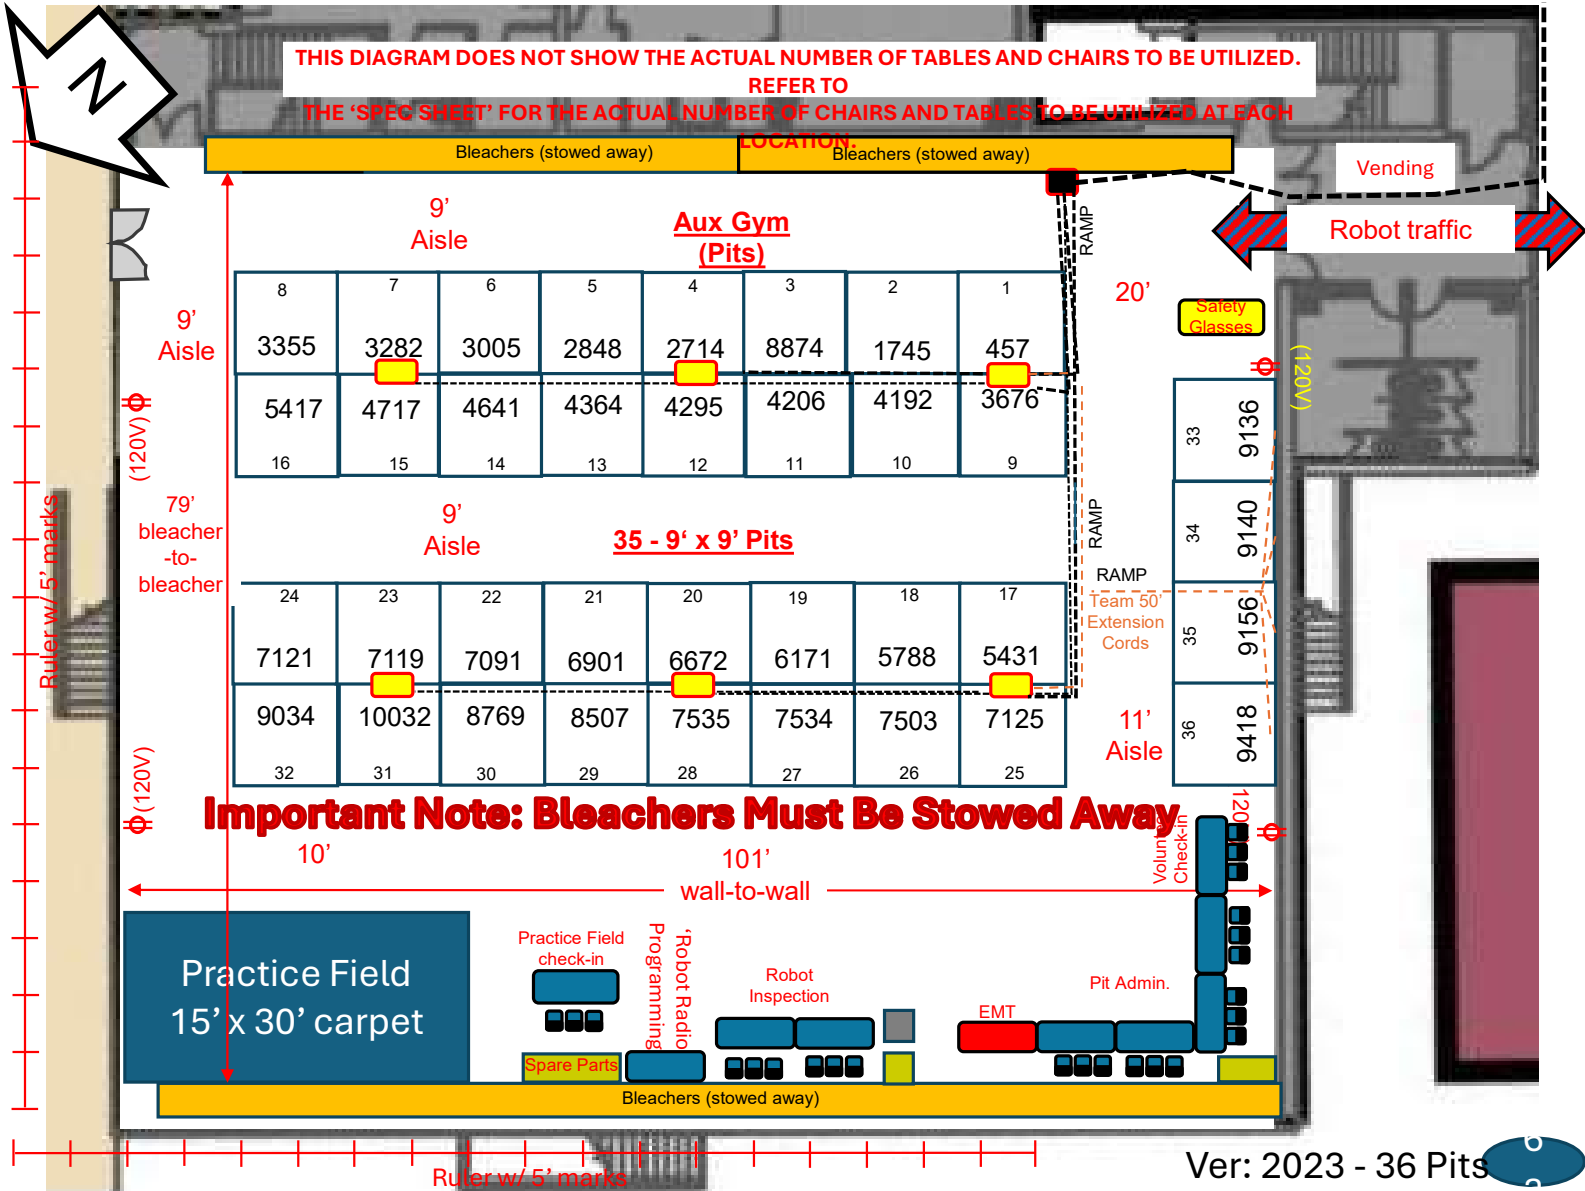 N
THIS DIAGRAM DOES NOT SHOW THE ACTUAL NUMBER OF TABLES AND CHAIRS TO BE UTILIZED.
REFER TO
THE ‘SPEC SHEET’ FOR THE ACTUAL NUMBER OF CHAIRS AND TABLES TO BE UTILIZED AT EACH
LOCATION.
Bleachers (stowed away)
Bleachers (stowed away)
Vending
Robot traffic
9’
Aisle
Aux Gym
(Pits)
RAMP
20’
Safety
Glasses
9’
Aisle
8 7 6 5 4 3 2 1
3355 3282 3005 2848 2714 8874 1745 457
5417 4717 4641 4364 4295 4206 4192 3676
16 15 14 13 12 11 10 9
(120V)
(120V)
33 9136
34 9140
35 9156
36 9418
79’
bleacher
-to-
bleacher
Ruler w/ 5’ marks
9’
Aisle
35 - 9‘ x 9’ Pits
RAMP
RAMP
Team 50’
Extension
Cords
24 23 22 21 20 19 18 17
7121 7119 7091 6901 6672 6171 5788 5431
9034 10032 8769 8507 7535 7534 7503 7125
32 31 30 29 28 27 26 25
11’
Aisle
(120V)
Important Note: Bleachers Must Be Stowed Away
10’
101’
wall-to-wall
Check-in
Practice Field
15’ x 30’ carpet
Practice Field
check-in
‘Robot Radio
Programming
Robot
Inspection
Pit Admin.
EMT
Spare Parts
Bleachers (stowed away)
Ruler w/ 5’ marks
Ver: 2023 - 36 Pits